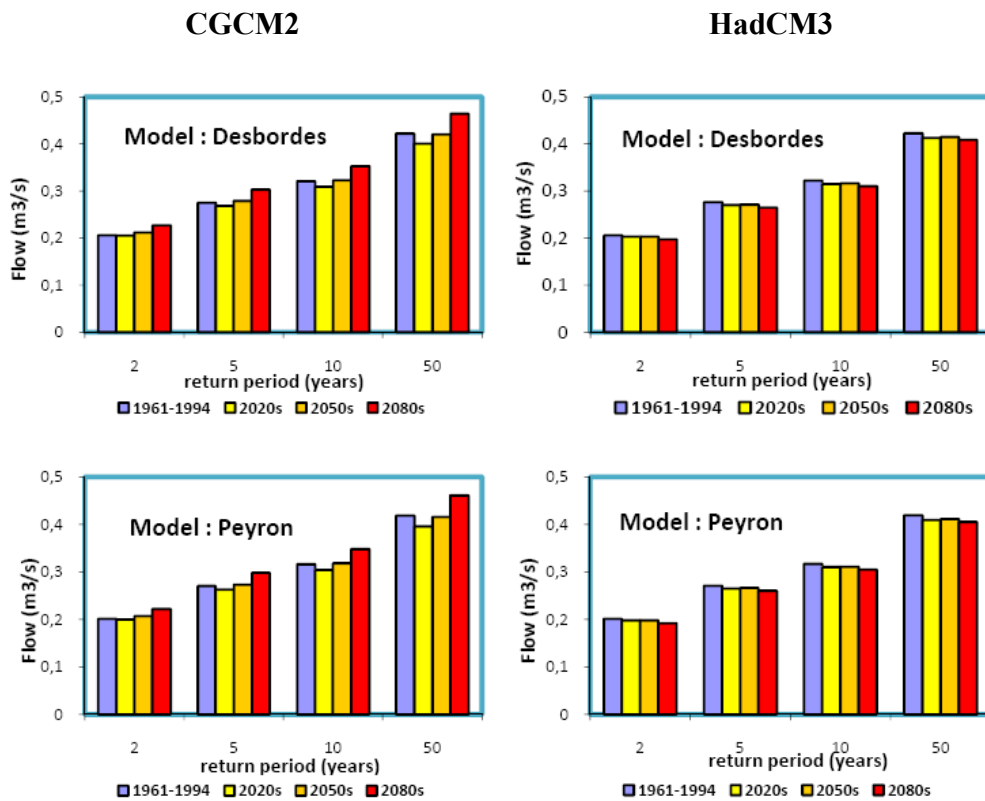 CGCM2
HadCM3
0,5
0,4
0,3
0,2
0,1
0
Flow (m3/s)
Model : Desbordes
2 5 10 50
return period (years)
1961-1994 2020s 2050s 2080s
0,5
0,4
0,3
0,2
0,1
0
Flow (m3/s)
Model : Desbordes
2 5 10 50
return period (years)
1961-1994 2020s 2050s 2080s
0,5
0,4
0,3
0,2
0,1
0
Flow (m3/s)
Model : Peyron
2 5 10 50
return period (years)
1961-1994 2020s 2050s 2080s
0,5
0,4
0,3
0,2
0,1
0
Flow (m3/s)
Model : Peyron
2 5 10 50
return period (years)
1961-1994 2020s 2050s 2080s